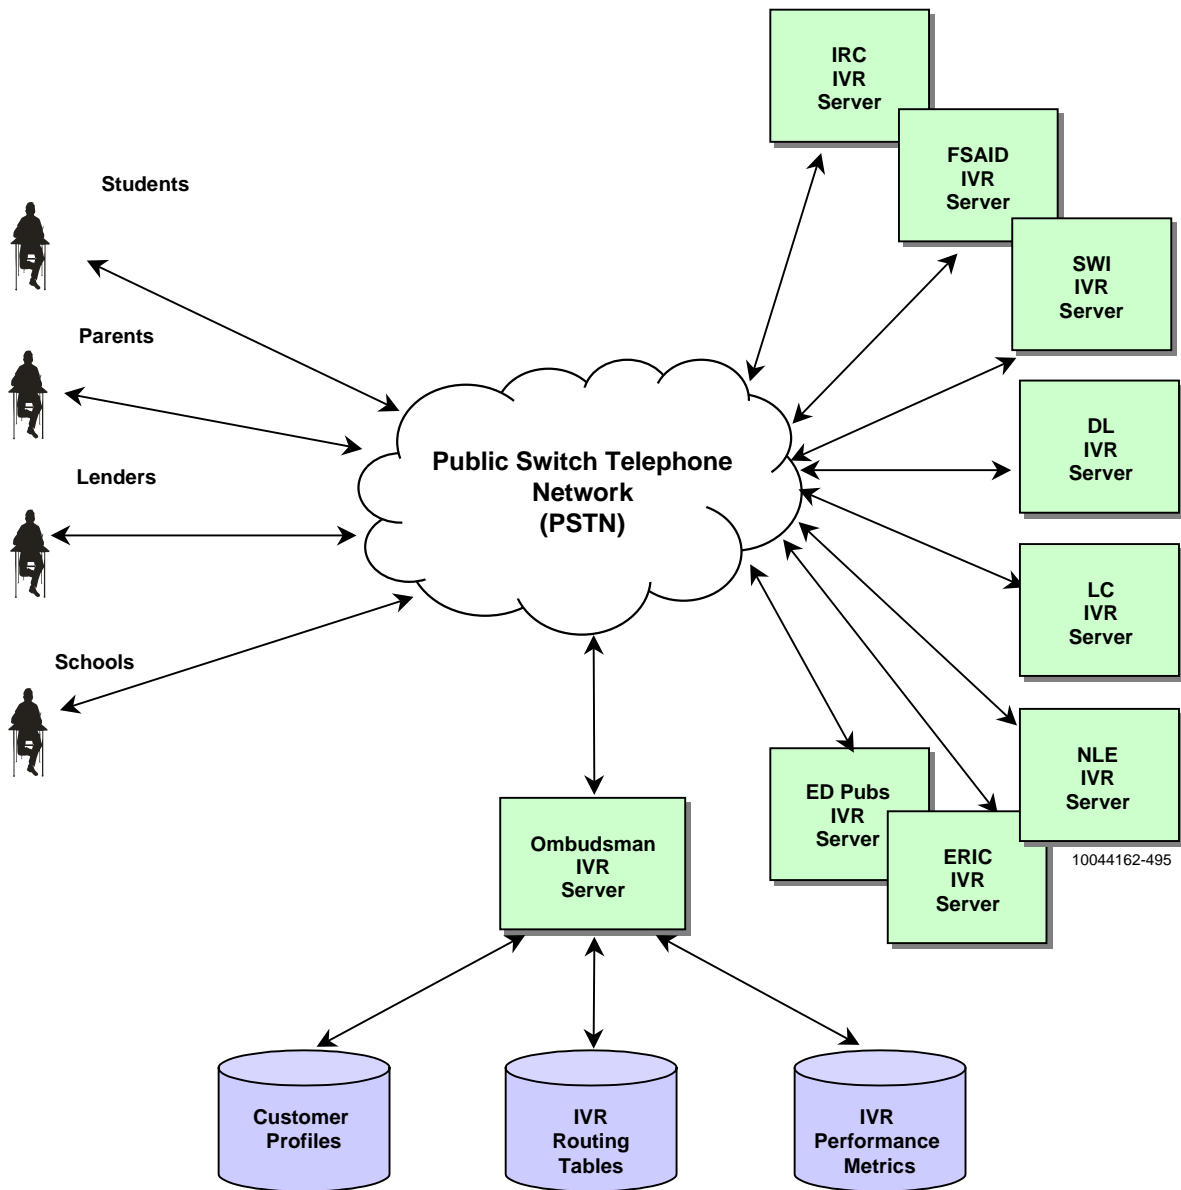 IRC
IVR
Server
FSAID
IVR
Server
SWI
IVR
Server
Students
Parents
Lenders
Schools
Public Switch Telephone
Network
(PSTN)
DL
IVR
Server
LC
IVR
Server
NLE
IVR
Server
10044162-495
ED Pubs
IVR
Server
ERIC
IVR
Server
Ombudsman
IVR
Server
Customer
Profiles
IVR
Routing
Tables
IVR
Performance
Metrics